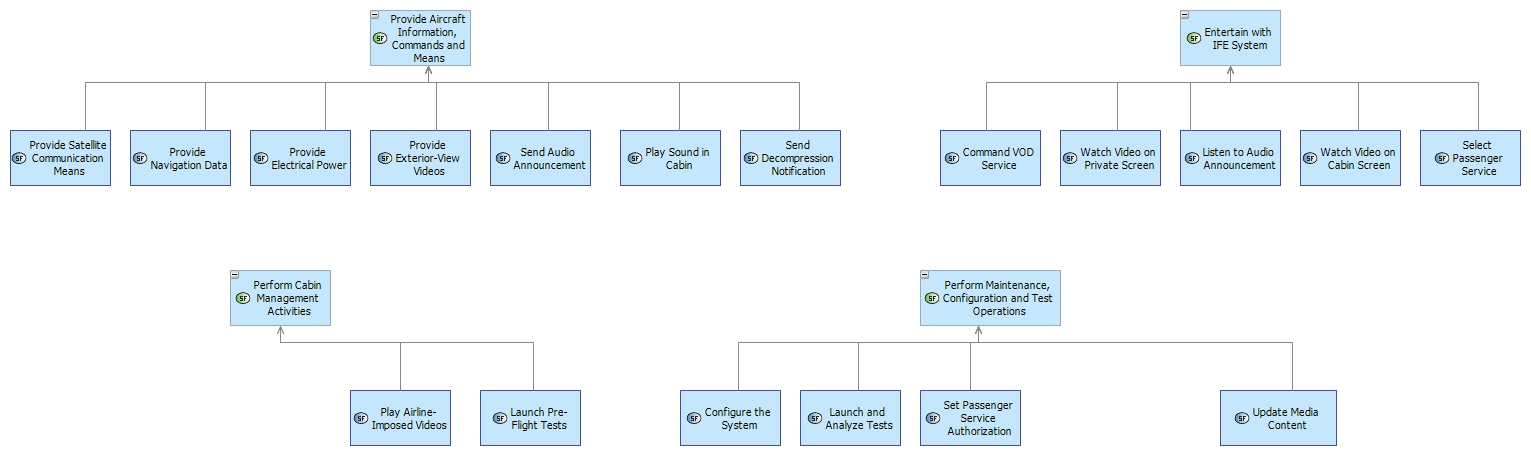 Provide Aircraft
Information,
Commands and
Means
SF
Entertain with
IFE System
SF
Provide Satellite
Communication
Means
SF
Provide
Navigation Data
SF
Provide
Electrical Power
SF
Provide
Exterior-View
Videos
SF
Send Audio
Announcement
SF
Play Sound in
Cabin
SF
Send
Decompression
Notification
SF
Command VOD
Service
SF
Watch Video on
Private Screen
SF
Listen to Audio
Announcement
SF
Watch Video on
Cabin Screen
SF
Select
Passenger
Service
SF
Perform Cabin
Management
Activities
SF
Perform Maintenance,
Configuration and Test
Operations
SF
Play Airline-
Imposed Videos
SF
Launch Pre-
Flight Tests
SF
Configure the
System
SF
Launch and
Analyze Tests
SF
Set Passenger
Service
Authorization
SF
Update Media
Content
SF